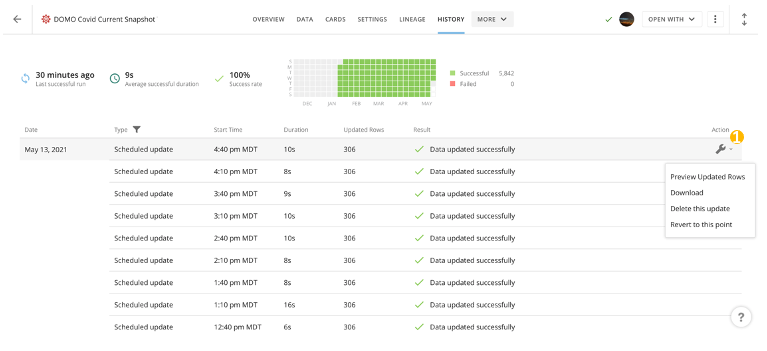 DOMO Covid Current Snapshot
OVERVIEW DATA CARDS SETTINGS LINEAGE HISTORY MORE
OPEN WITH
30 minutes ago
Last successful run
9s
Average successful duration
100%
Success rate
S
M
T
W
T
F
S
DEC JAN FEB MAR APR MAY
Successful 5,842
Failed 0
Date Type Start Time Duration Updated Rows Result Action
1
May 13, 2021 Scheduled update 4:40 pm MDT 10s 306 Data updated successfully
Scheduled update 4:10 pm MDT 8s 306 Data updated successfully
Scheduled update 3:40 pm MDT 9s 306 Data updated successfully
Scheduled update 3:10 pm MDT 10s 306 Data updated successfully
Scheduled update 2:40 pm MDT 10s 306 Data updated successfully
Scheduled update 2:10 pm MDT 8s 306 Data updated successfully
Scheduled update 1:40 pm MDT 8s 306 Data updated successfully
Scheduled update 1:10 pm MDT 16s 306 Data updated successfully
Scheduled update 12:40 pm MDT 6s 306 Data updated successfully
Preview Updated Rows
Download
Delete this update
Revert to this point
?